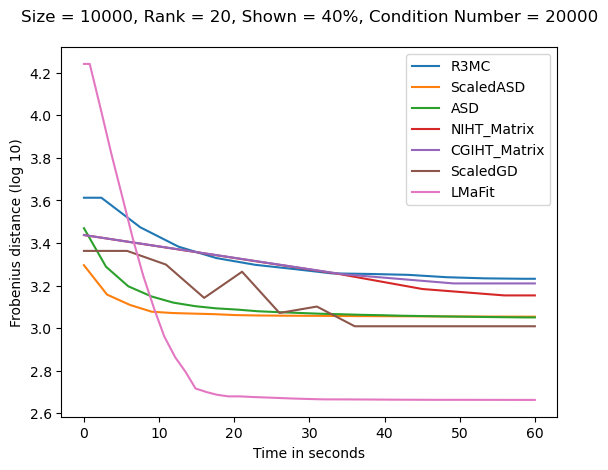 Size = 10000, Rank = 20, Shown = 40%, Condition Number = 20000
4.2
4.0
3.8
3.6
3.4
3.2
3.0
2.8
2.6
Frobenius distance (log 10)
R3MC
ScaledASD
ASD
NIHT_Matrix
CGIHT_Matrix
ScaledGD
LMaFit
0 10 20 30 40 50 60
Time in seconds